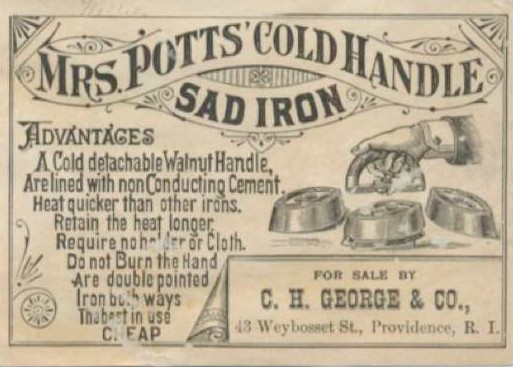 MRS. POTTS' COLD HANDLE
SAD IRON
ADVANTAGES
A Cold detachable Walnut Handle,
Are lined with non Conducting Cement,
Heat quicker than other irons.
Retain the heat longer
Require no holder or Cloth.
Do not Burn the Hand
Are double pointed
Iron both ways
The best in use
CHEAP
FOR SALE BY
C. H. GEORGE & CO.,
43 Weybosset St., Providence, R. I.